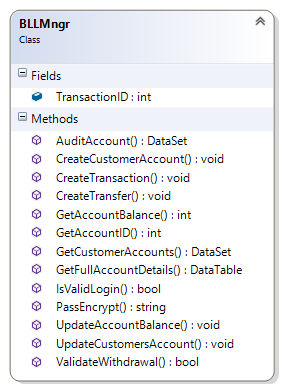 BLLMngr
Class
Fields
TransactionID : int
Methods
AuditAccount() : DataSet
CreateCustomerAccount() : void
CreateTransaction() : void
CreateTransfer() : void
GetAccountBalance() : int
GetAccountID() : int
GetCustomerAccounts() : DataSet
GetFullAccountDetails() : DataTable
IsValidLogin() : bool
PassEncrypt() : string
UpdateAccountBalance() : void
UpdateCustomersAccount() : void
ValidateWithdrawal() : bool